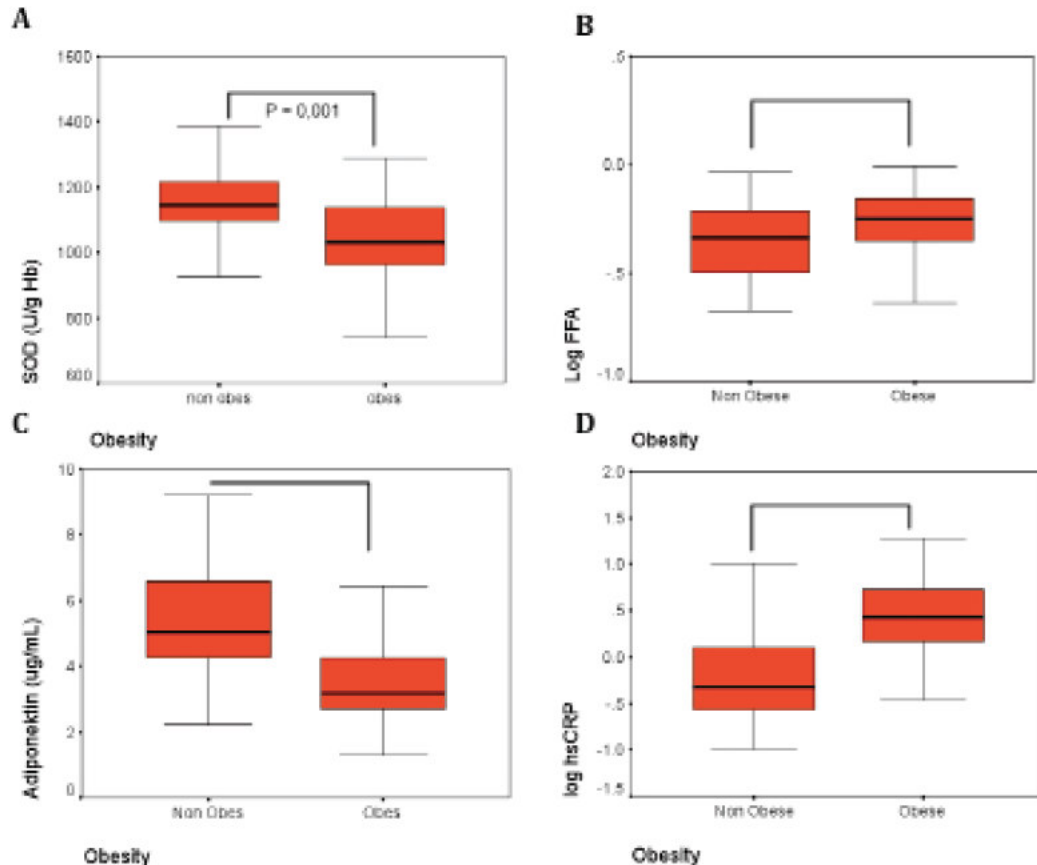 A
1600
1400
1200
1000
800
600
SOD (U/g Hb)
P = 0,001
non obes
obes
Obesity
B
.5
0.0
-.5
-1.0
Log FFA
Non Obese
Obese
Obesity
C
10
8
6
4
2
0
Adiponektin (ug/mL)
Non Obes
Obes
Obesity
D
2.0
1.5
1.0
.5
0.0
-.5
-1.0
-1.5
log hsCRP
Non Obese
Obese
Obesity